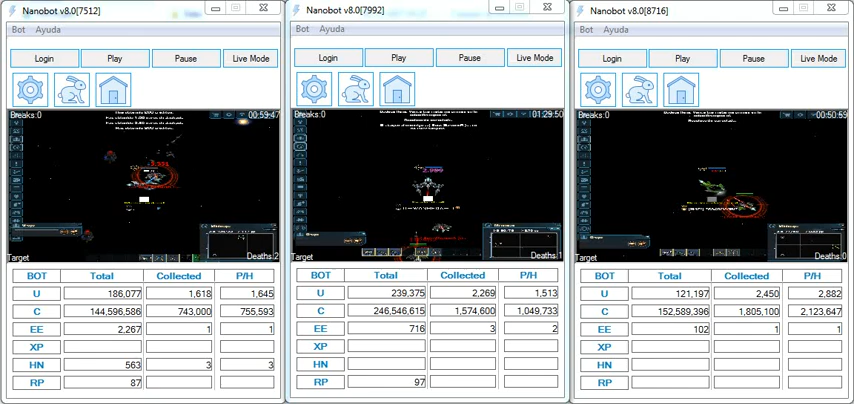 Nanobot v8.0[7512]
Bot Ayuda
Login Play Pause Live Mode
Breaks:0 00:59:47
Target Deaths:2
BOT Total Collected P/H
U 186,077 1,618 1,645
C 144,596,586 743,000 755,593
EE 2,267 1 1
XP
HN 563 3 3
RP 87
Nanobot v8.0[7992]
Bot Ayuda
Login Play Pause Live Mode
Breaks:0 01:29:50
Target Deaths:1
BOT Total Collected P/H
U 239,375 2,269 1,513
C 246,546,615 1,574,600 1,049,733
EE 716 3 2
XP
HN
RP 97
Nanobot v8.0[8716]
Bot Ayuda
Login Play Pause Live Mode
Breaks:0 00:50:59
Target Deaths:0
BOT Total Collected P/H
U 121,197 2,450 2,882
C 152,589,396 1,805,100 2,123,647
EE 102 1 1
XP
HN
RP